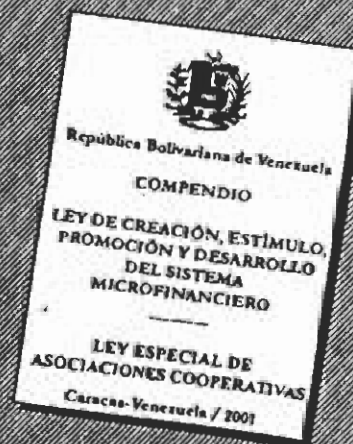 República Bolivariana de Venezuela
COMPENDIO
LEY DE CREACIÓN, ESTÍMULO,
PROMOCIÓN Y DESARROLLO
DEL SISTEMA
MICROFINANCIERO
LEY ESPECIAL DE
ASOCIACIONES COOPERATIVAS
Caracas-Venezuela / 2001